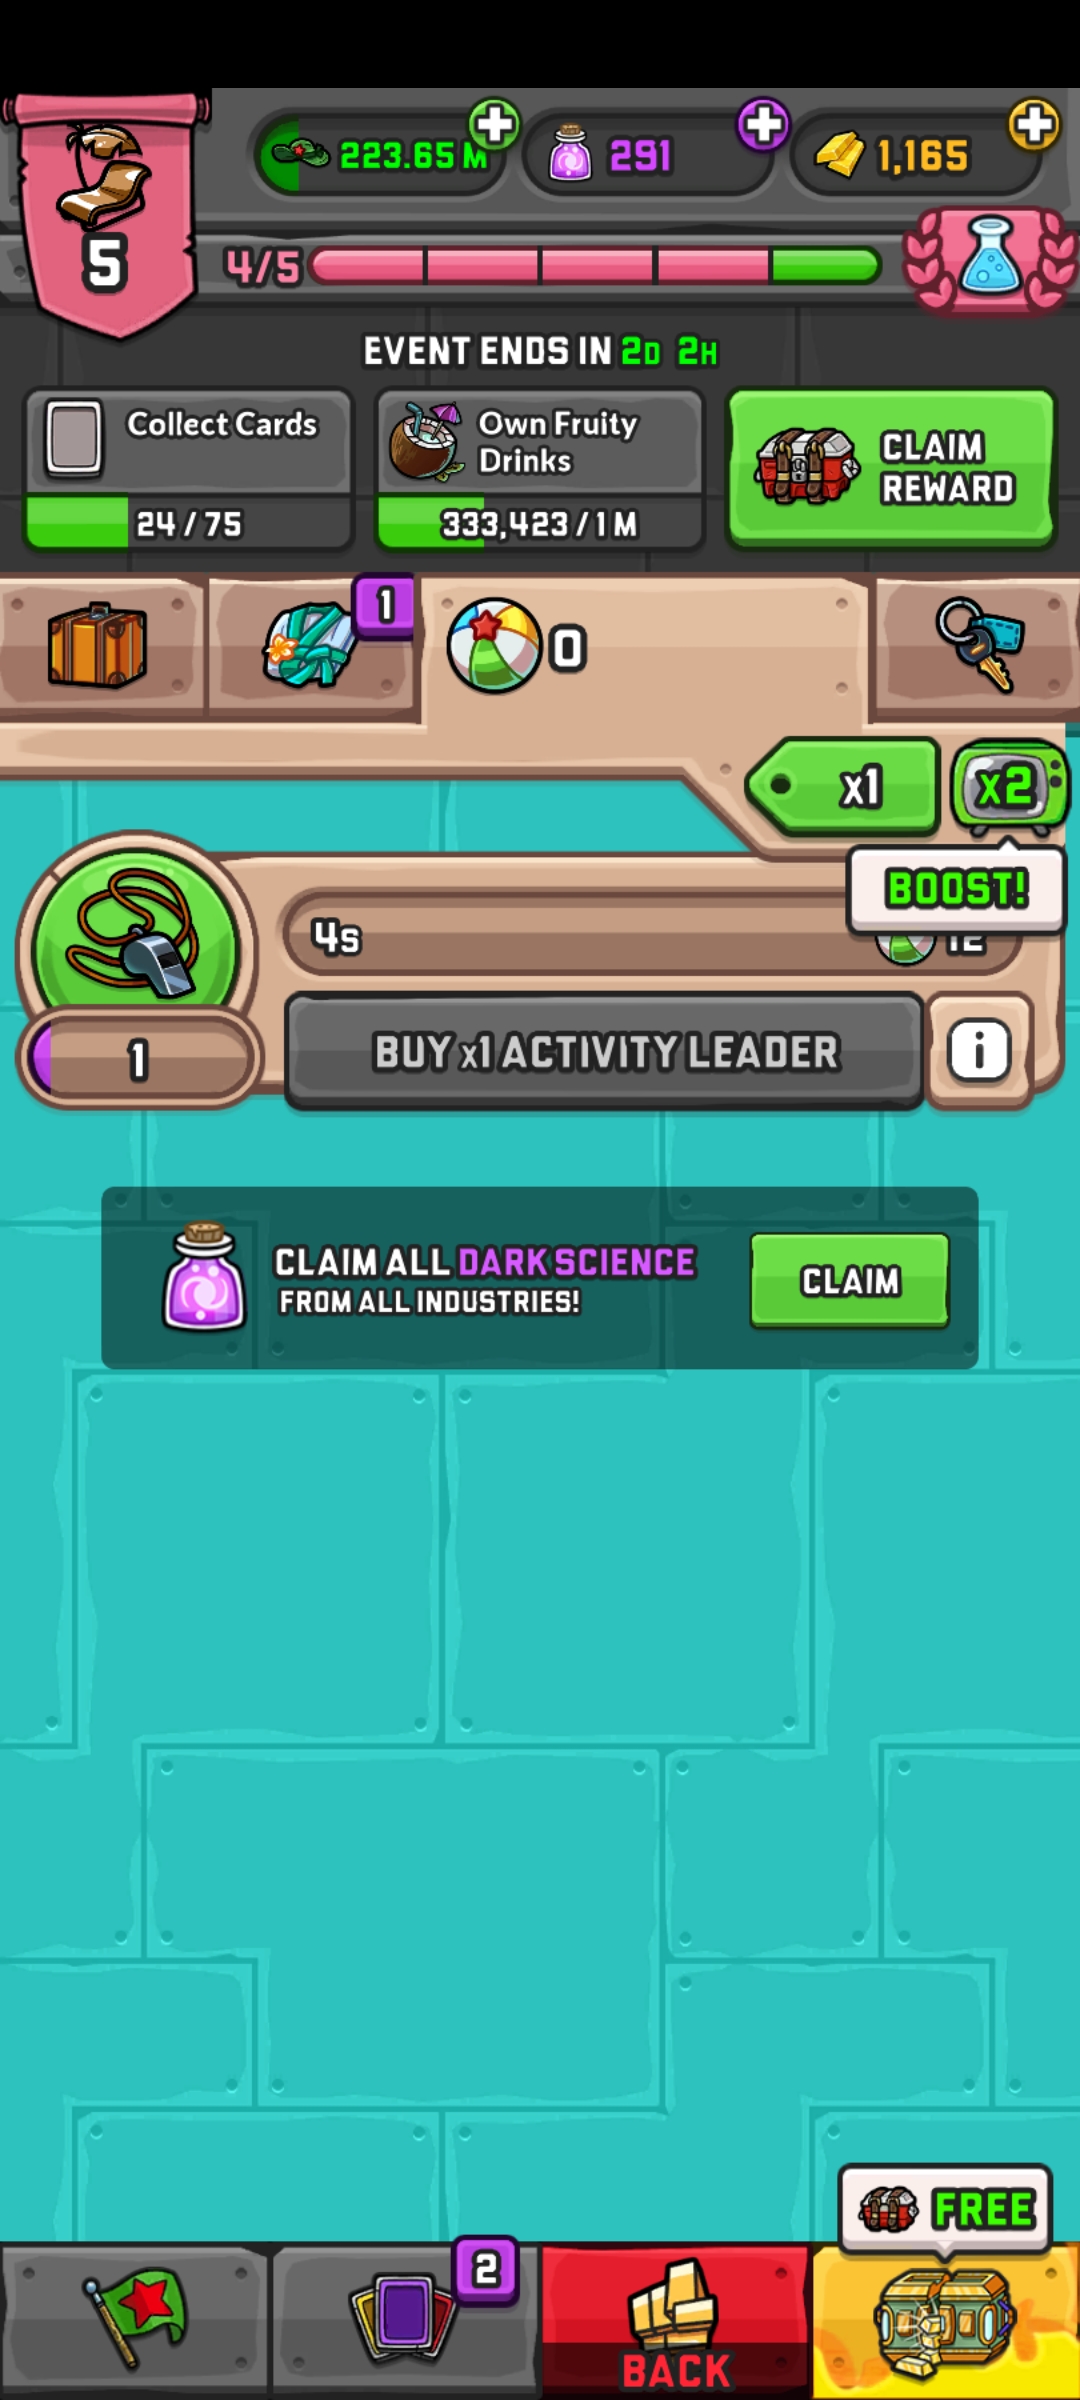 223.65 M
291
1,165
5
4/5
EVENT ENDS IN 2D 2H
Collect Cards
24 / 75
Own Fruity
Drinks
333,423 / 1 M
CLAIM
REWARD
1
0
x1
x2
BOOST!
4s
12
1
BUY x1 ACTIVITY LEADER
i
CLAIM ALL DARK SCIENCE
FROM ALL INDUSTRIES!
CLAIM
FREE
2
BACK